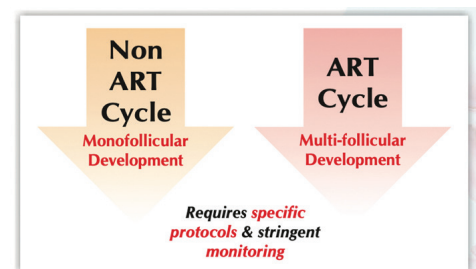 Non
ART
Cycle
Monofollicular
Development
ART
Cycle
Multi-follicular
Development
Requires specific
protocols & stringent
monitoring